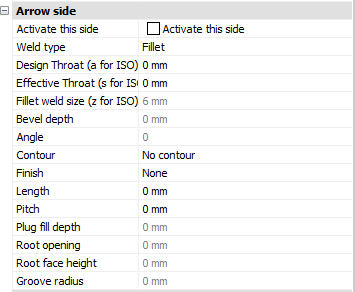 Arrow side
Activate this side Activate this side
Weld type Fillet
Design Throat (a for ISO) 0 mm
Effective Throat (s for ISO) 0 mm
Fillet weld size (z for ISO) 6 mm
Bevel depth 0 mm
Angle 0
Contour No contour
Finish None
Length 0 mm
Pitch 0 mm
Plug fill depth 0 mm
Root opening 0 mm
Root face height 0 mm
Groove radius 0 mm